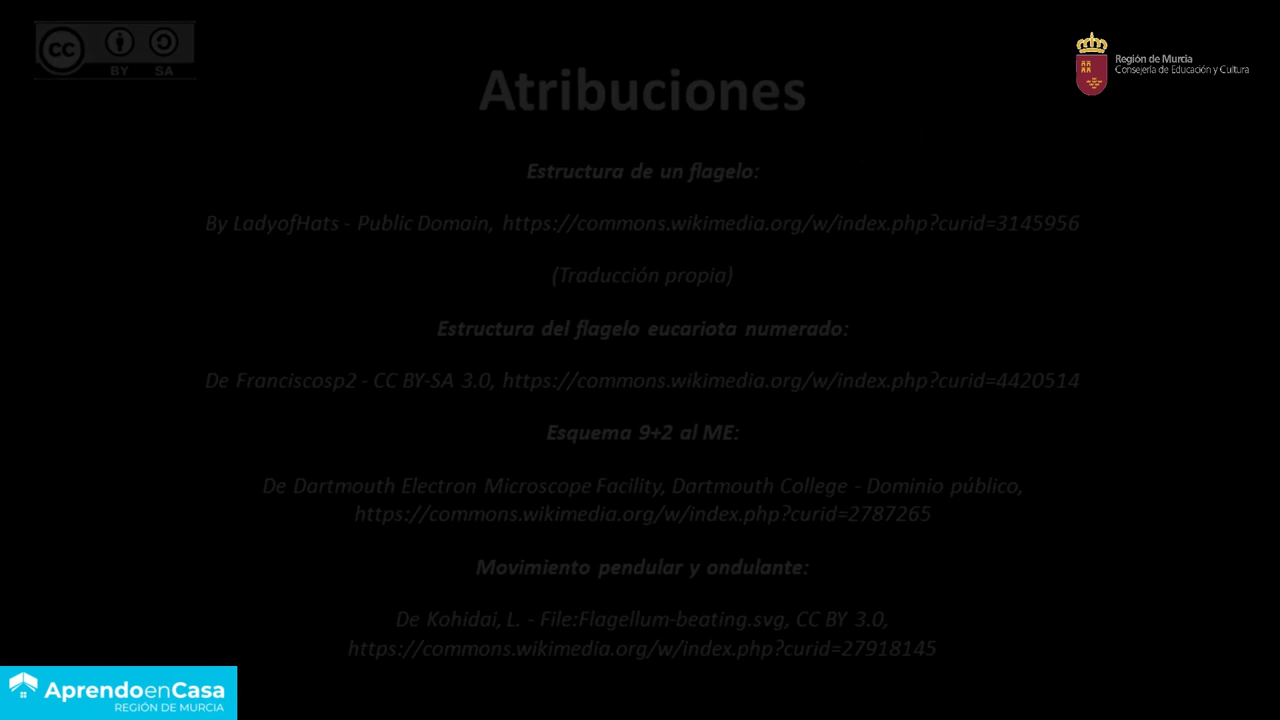 CC BY SA
Región de Murcia
Consejería de Educación y Cultura
Atribuciones
Estructura de un flagelo:
By LadyofHats - Public Domain, https://commons.wikimedia.org/w/index.php?curid=3145956
(Traducción propia)
Estructura del flagelo eucariota numerado:
De Franciscosp2 - CC BY-SA 3.0, https://commons.wikimedia.org/w/index.php?curid=4420514
Esquema 9+2 al ME:
De Dartmouth Electron Microscope Facility, Dartmouth College - Dominio público,
https://commons.wikimedia.org/w/index.php?curid=2787265
Movimiento pendular y ondulante:
De Kohidai, L. - File:Flagellum-beating.svg, CC BY 3.0,
https://commons.wikimedia.org/w/index.php?curid=27918145
AprendoenCasa
REGIÓN DE MURCIA